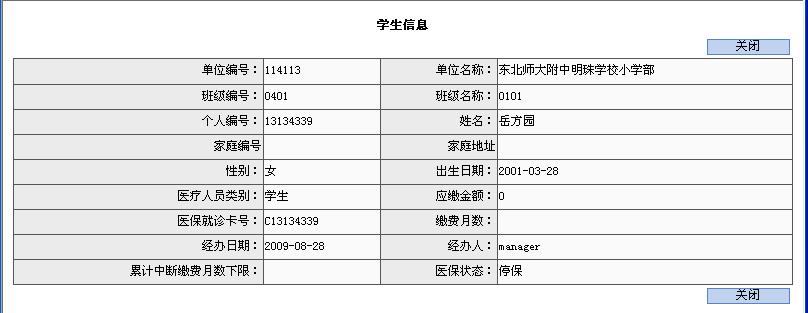 学生信息
关闭
单位编号： 114113 单位名称： 东北师大附中明珠学校小学部
班级编号： 0401 班级名称： 0101
个人编号： 13134339 姓名： 岳方园
家庭编号 家庭地址
性别： 女 出生日期： 2001-03-28
医疗人员类别： 学生 应缴金额： 0
医保就诊卡号： C13134339 缴费月数：
经办日期： 2009-08-28 经办人： manager
累计中断缴费月数下限： 医保状态： 停保
关闭